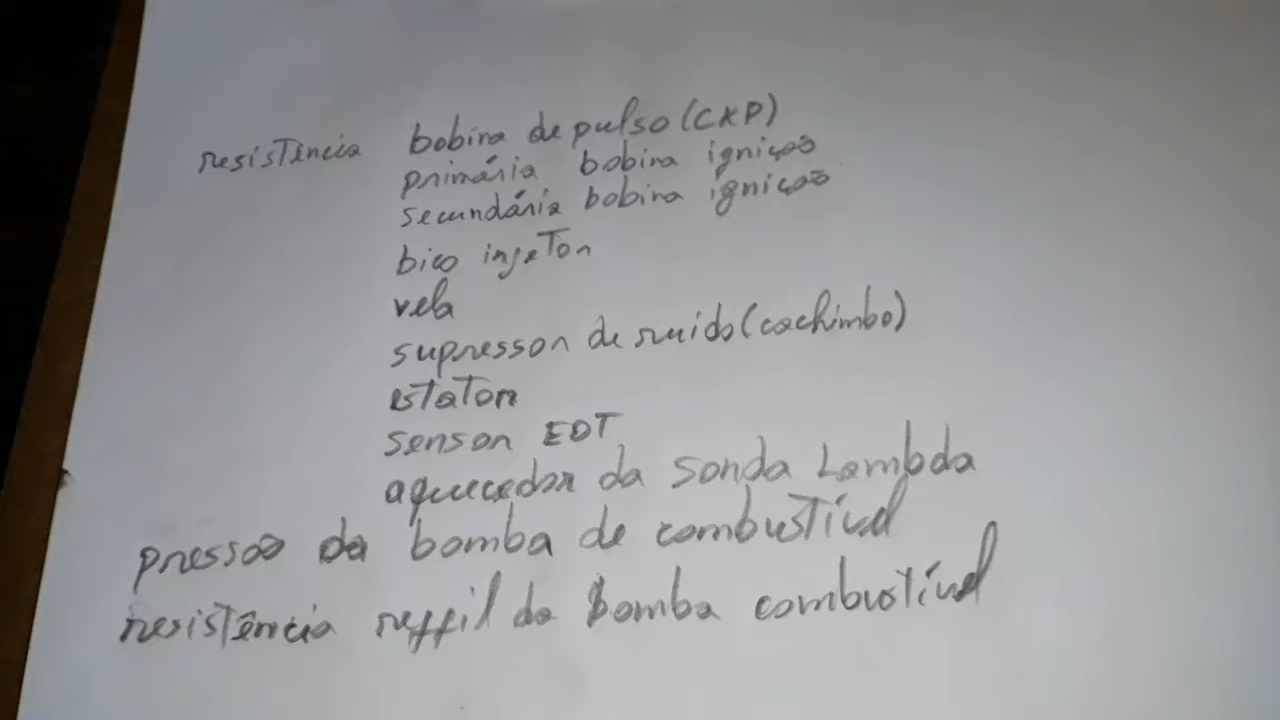 resistência bobina de pulso (CKP)
primária bobina ignição
secundária bobina ignição
bico injetor
vela
supressor de ruido (cachimbo)
estator
sensor EOT
aquecedor da sonda Lambda
pressão da bomba de combustível
resistência reffil da bomba combustível